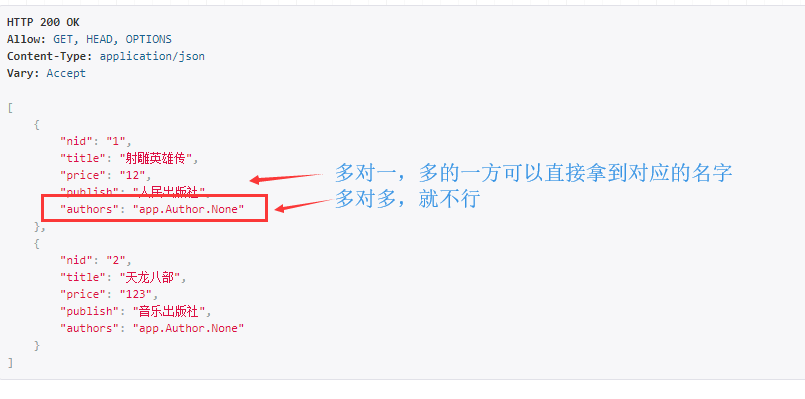 HTTP 200 OK
Allow: GET, HEAD, OPTIONS
Content-Type: application/json
Vary: Accept
[
{
"nid": "1",
"title": "射雕英雄传",
"price": "12",
"publish": "人民出版社",
"authors": "app.Author.None"
},
{
"nid": "2",
"title": "天龙八部",
"price": "123",
"publish": "音乐出版社",
"authors": "app.Author.None"
}
]
多对一，多的一方可以直接拿到对应的名字
多对多，就不行